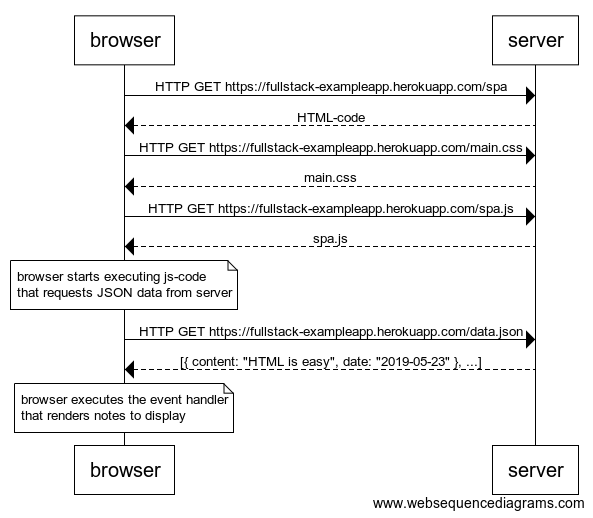 browser server
HTTP GET https://fullstack-exampleapp.herokuapp.com/spa
HTML-code
HTTP GET https://fullstack-exampleapp.herokuapp.com/main.css
main.css
HTTP GET https://fullstack-exampleapp.herokuapp.com/spa.js
spa.js
browser starts executing js-code
that requests JSON data from server
HTTP GET https://fullstack-exampleapp.herokuapp.com/data.json
[{ content: "HTML is easy", date: "2019-05-23" }, ...]
browser executes the event handler
that renders notes to display
browser server
www.websequencediagrams.com